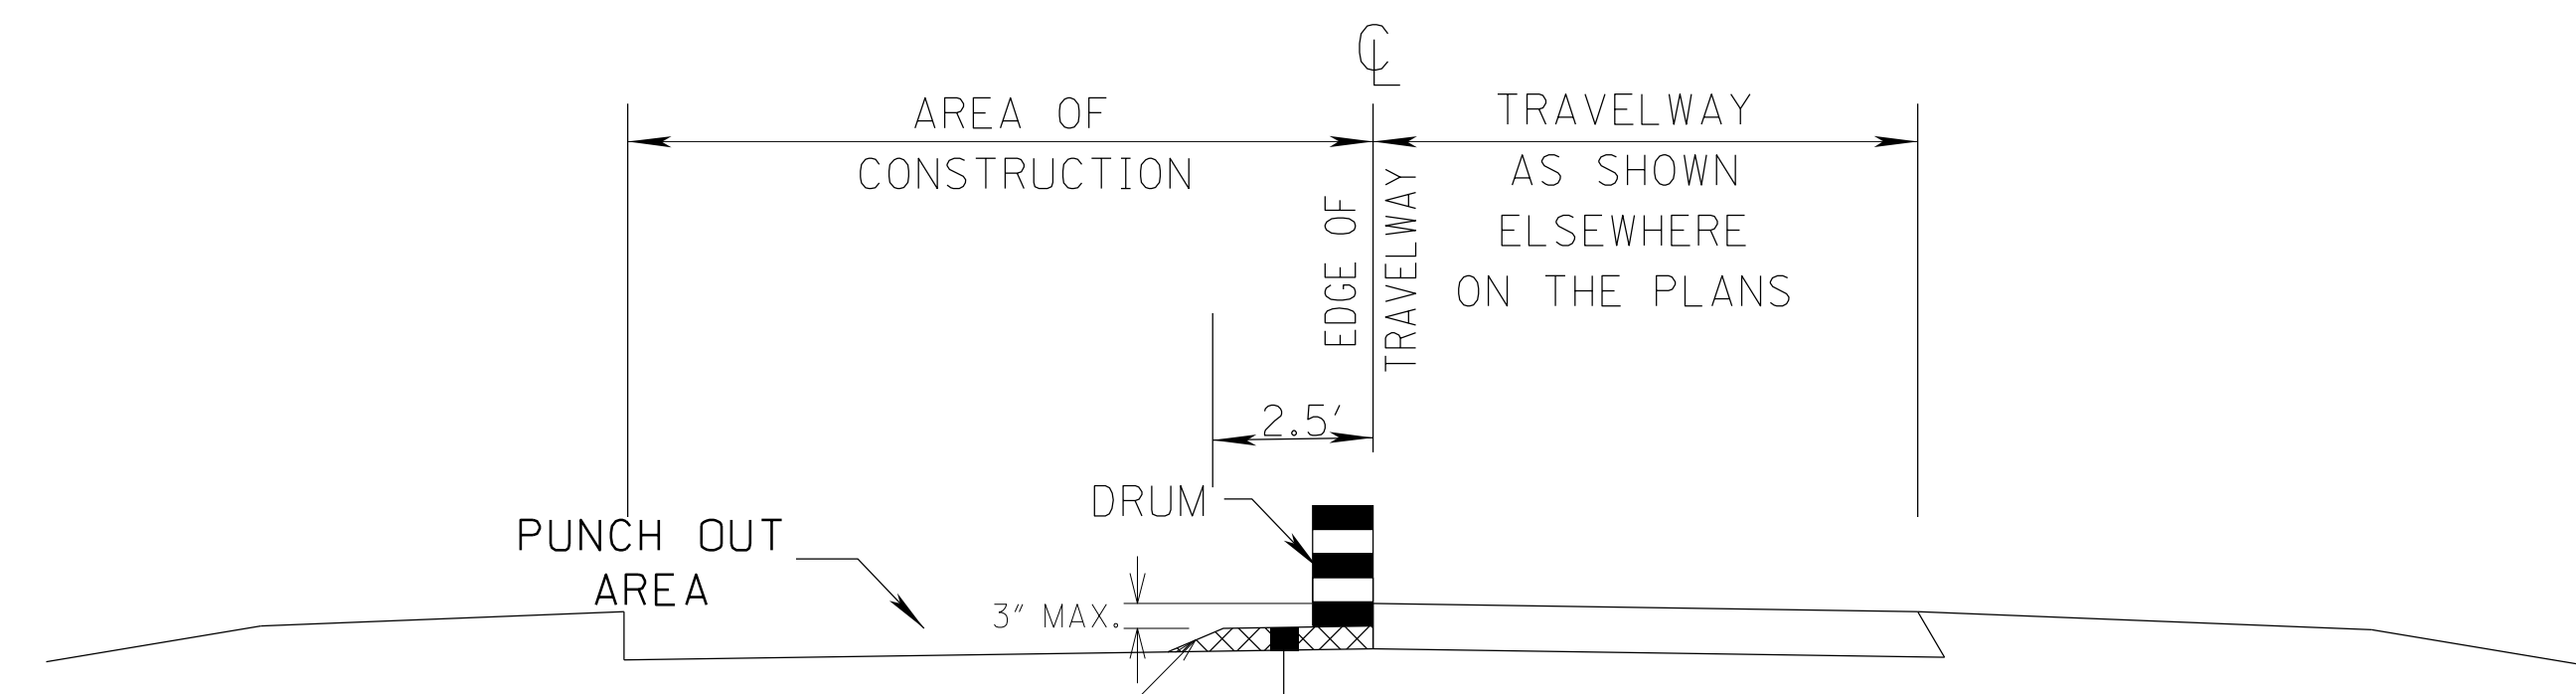 ℄
AREA OF
CONSTRUCTION
TRAVELWAY
AS SHOWN
ELSEWHERE
ON THE PLANS
EDGE OF
TRAVELWAY
2.5'
DRUM
PUNCH OUT
AREA
3" MAX.